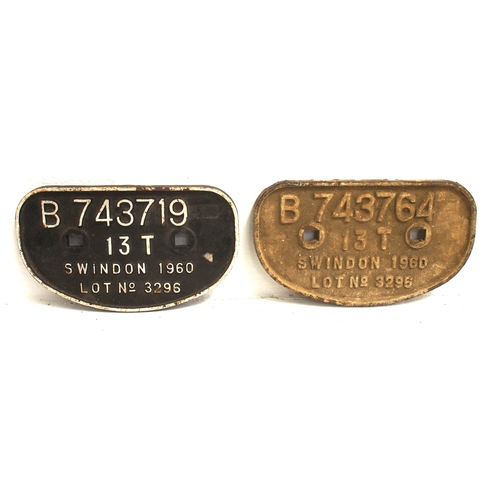 B 743719
13 T
SWINDON 1960
LOT Nº 3296
B 743764
13 T
SWINDON 1960
LOT Nº 3296